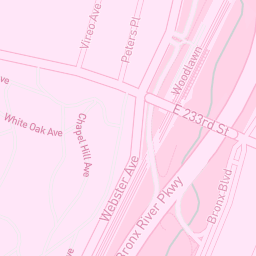 Vireo Ave
Peters Pl
Woodlawn
Ave
E 233rd St
White Oak Ave
Chapel Hill Ave
Webster Ave
Bronx River Pkwy
Bronx Blvd